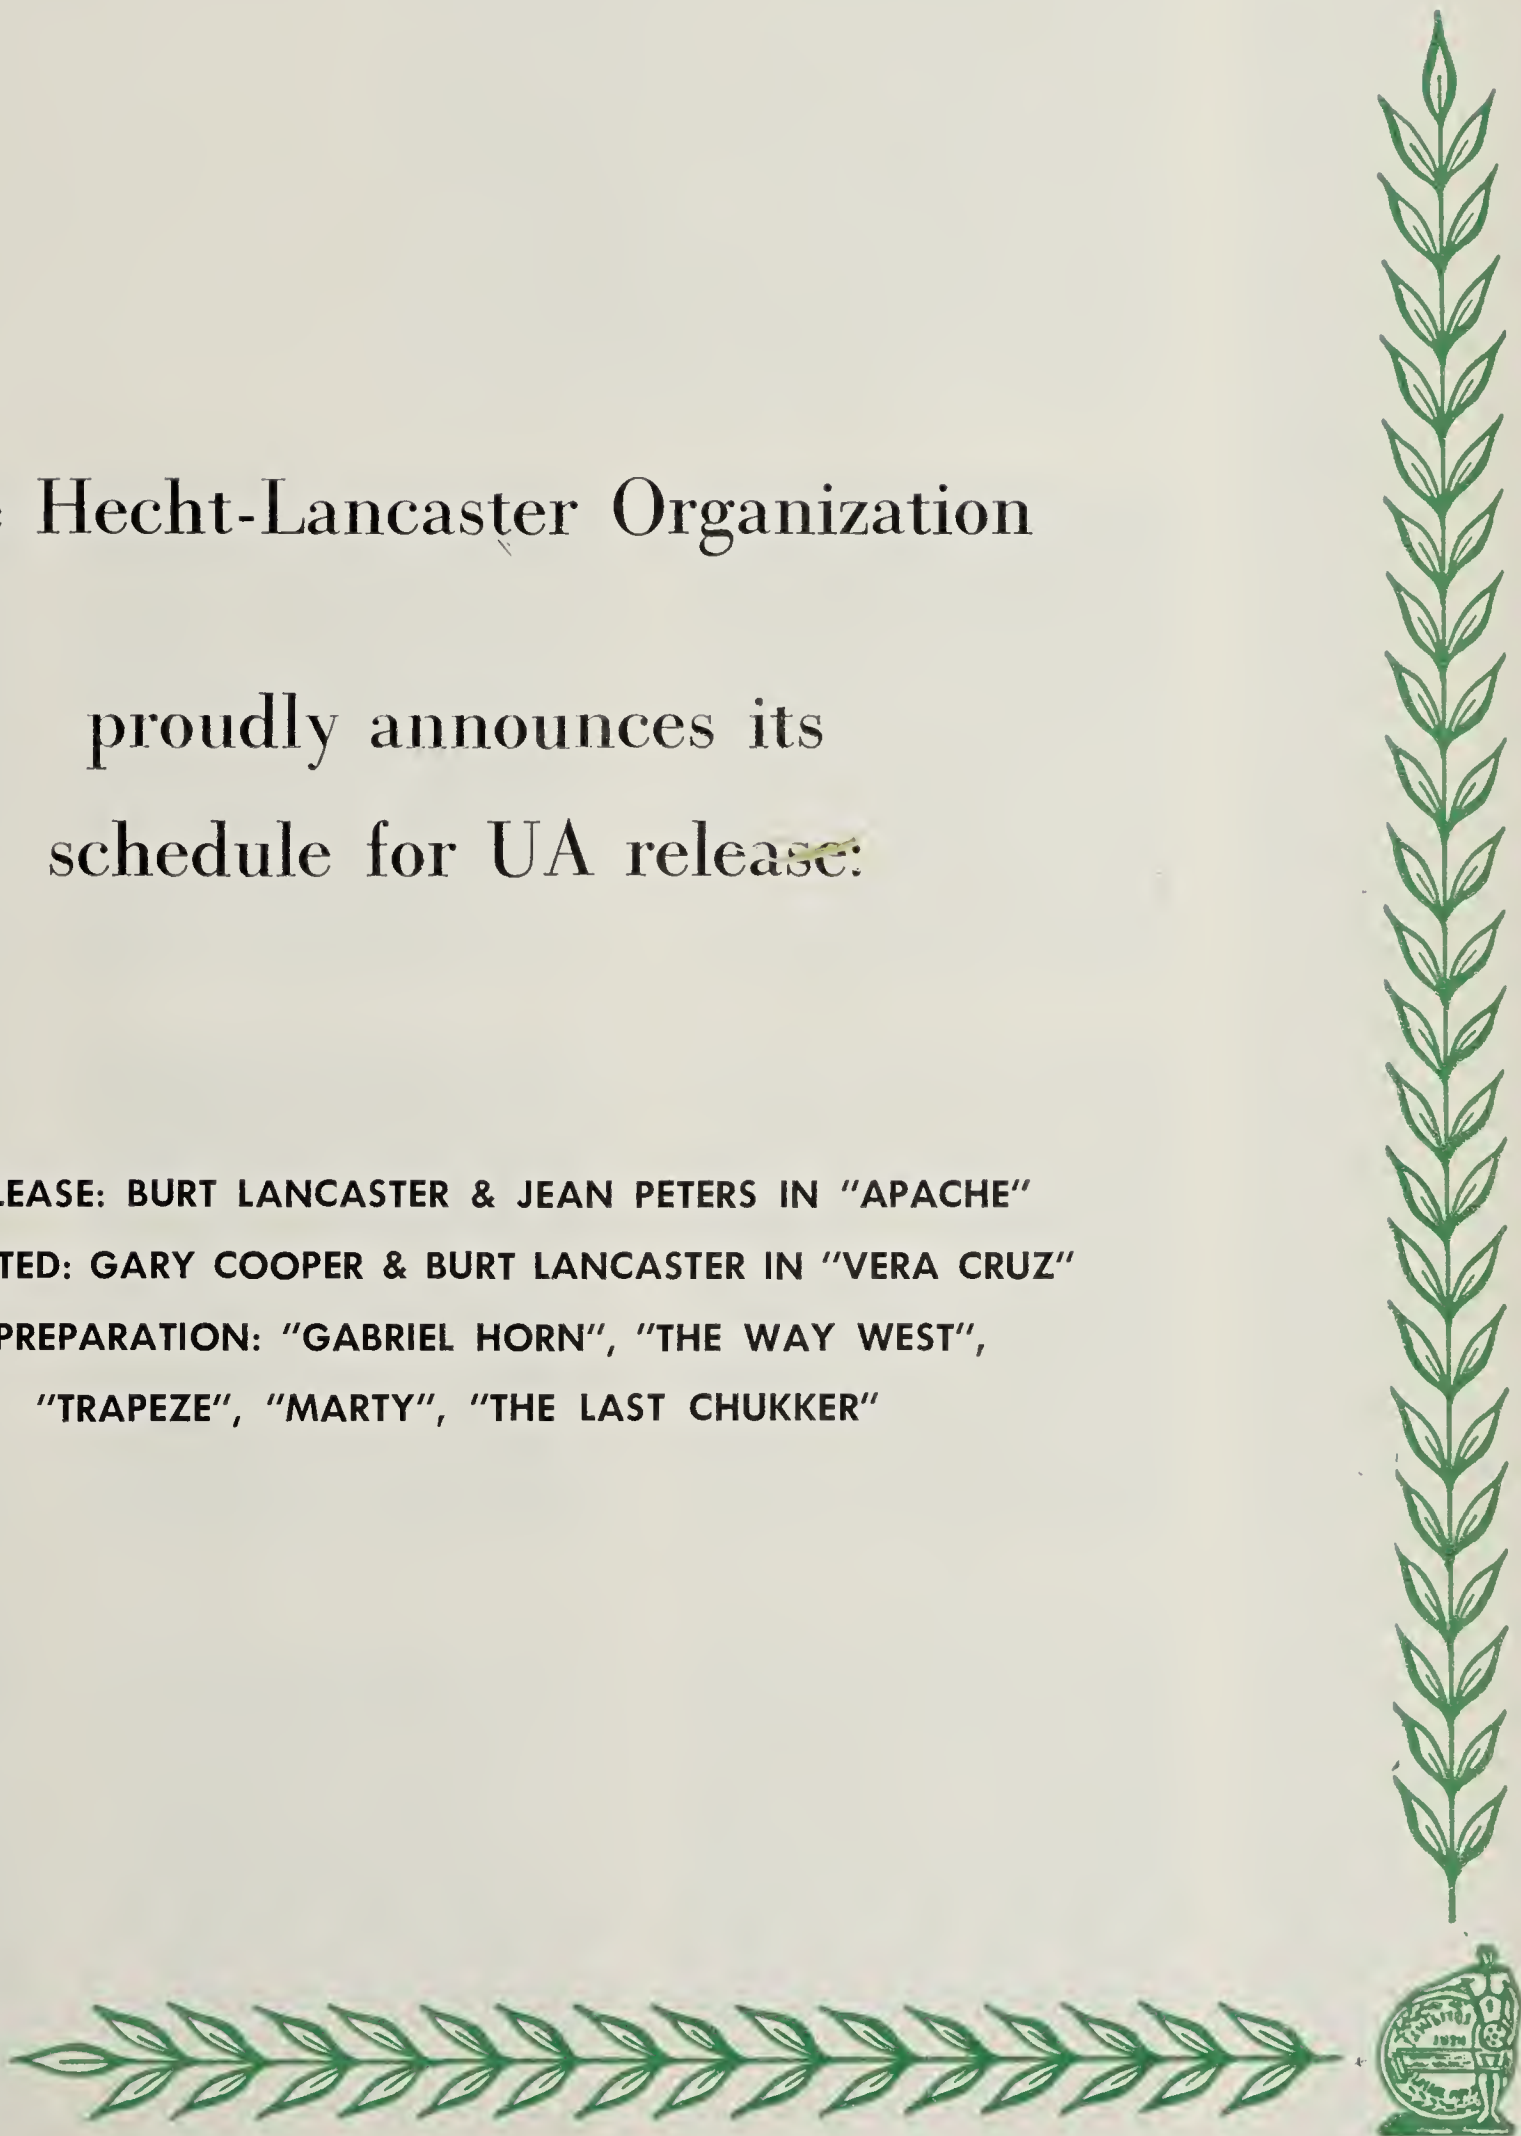 Hecht-Lancaster Organization
proudly announces its
schedule for UA release:
LEASE: BURT LANCASTER & JEAN PETERS IN "APACHE"
TED: GARY COOPER & BURT LANCASTER IN "VERA CRUZ"
PREPARATION: "GABRIEL HORN", "THE WAY WEST",
"TRAPEZE", "MARTY", "THE LAST CHUKKER"